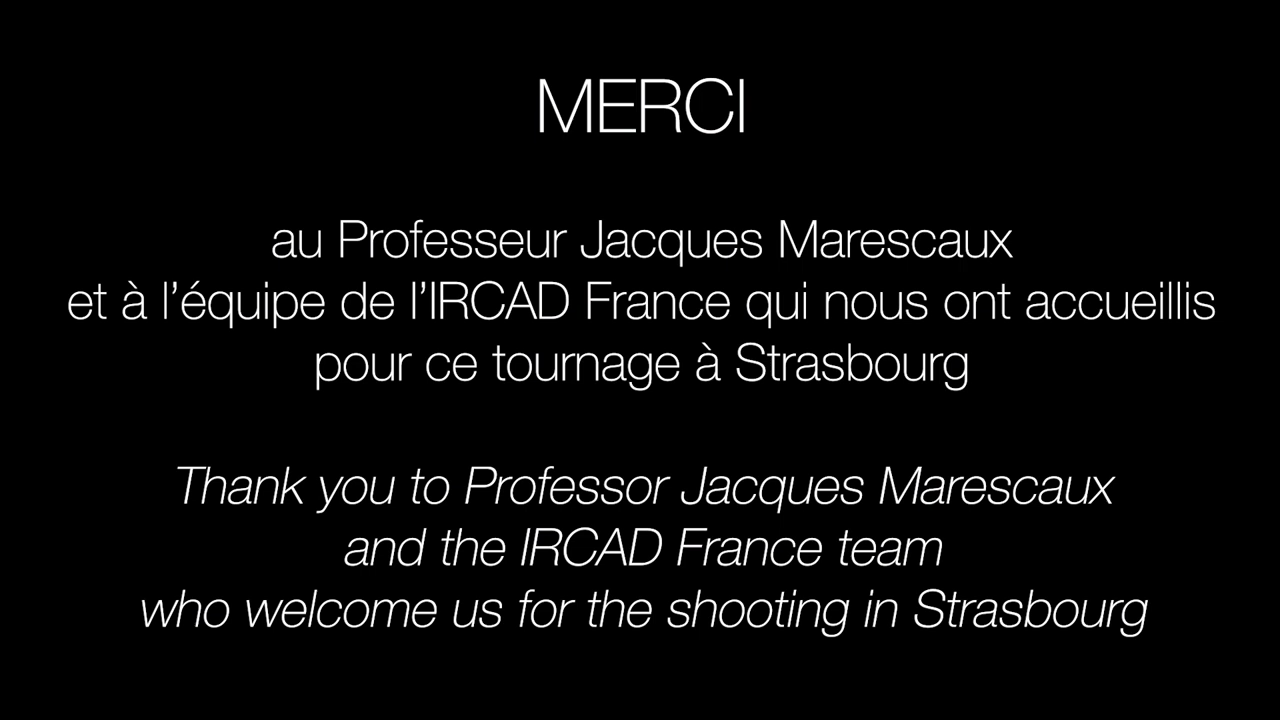 MERCI
au Professeur Jacques Marescaux
et à l’équipe de l’IRCAD France qui nous ont accueillis
pour ce tournage à Strasbourg
Thank you to Professor Jacques Marescaux
and the IRCAD France team
who welcome us for the shooting in Strasbourg